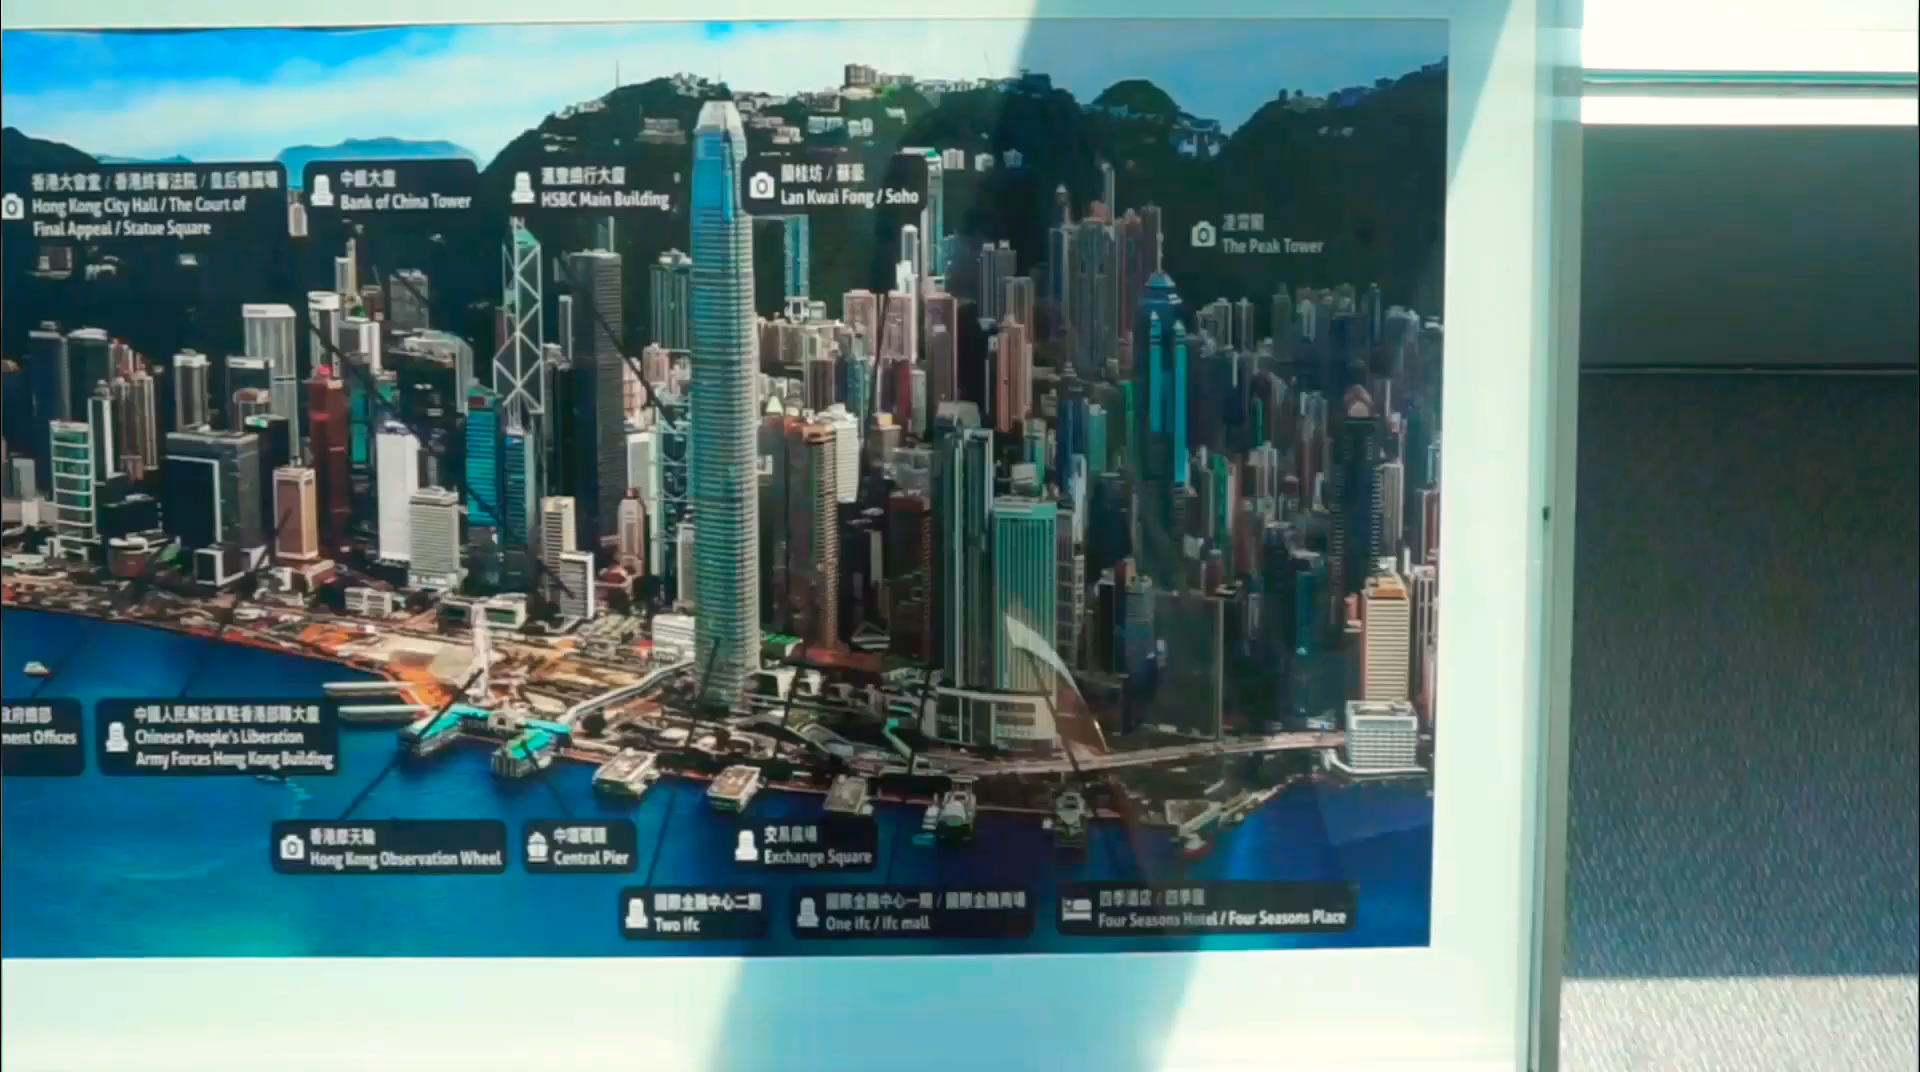 香港大會堂 / 香港終審法院 / 皇后像廣場
Hong Kong City Hall / The Court of
Final Appeal / Statue Square
中銀大廈
Bank of China Tower
滙豐銀行大廈
HSBC Main Building
蘭桂坊 / 蘇豪
Lan Kwai Fong / Soho
凌霄閣
The Peak Tower
政府總部
ment Offices
中國人民解放軍駐香港部隊大廈
Chinese People's Liberation
Army Forces Hong Kong Building
香港摩天輪
Hong Kong Observation Wheel
中環碼頭
Central Pier
交易廣場
Exchange Square
國際金融中心二期
Two ifc
國際金融中心一期 / 國際金融商場
One ifc / ifc mall
四季酒店 / 四季匯
Four Seasons Hotel / Four Seasons Place